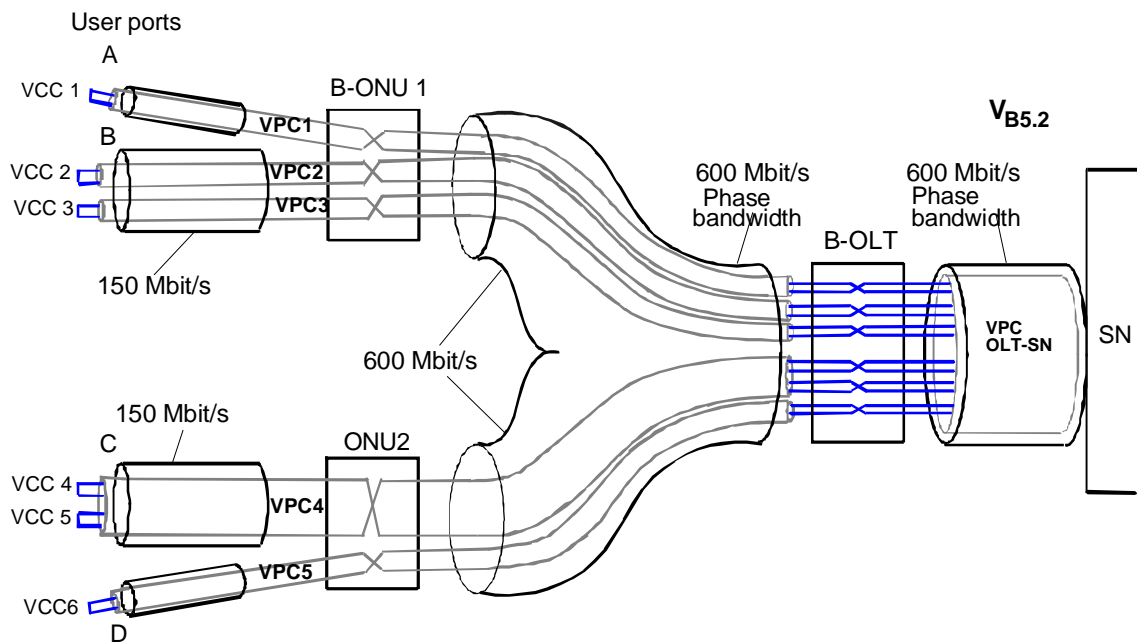 User ports
A
VCC 1
VPC1
B-ONU 1
B
VCC 2
VPC2
VCC 3
VPC3
150 Mbit/s
600 Mbit/s
600 Mbit/s
Phase
bandwidth
B-OLT
VB5.2
600 Mbit/s
Phase
bandwidth
VPC
OLT-SN
SN
150 Mbit/s
C
ONU2
VCC 4
VCC 5
VPC4
VPC5
VCC6
D